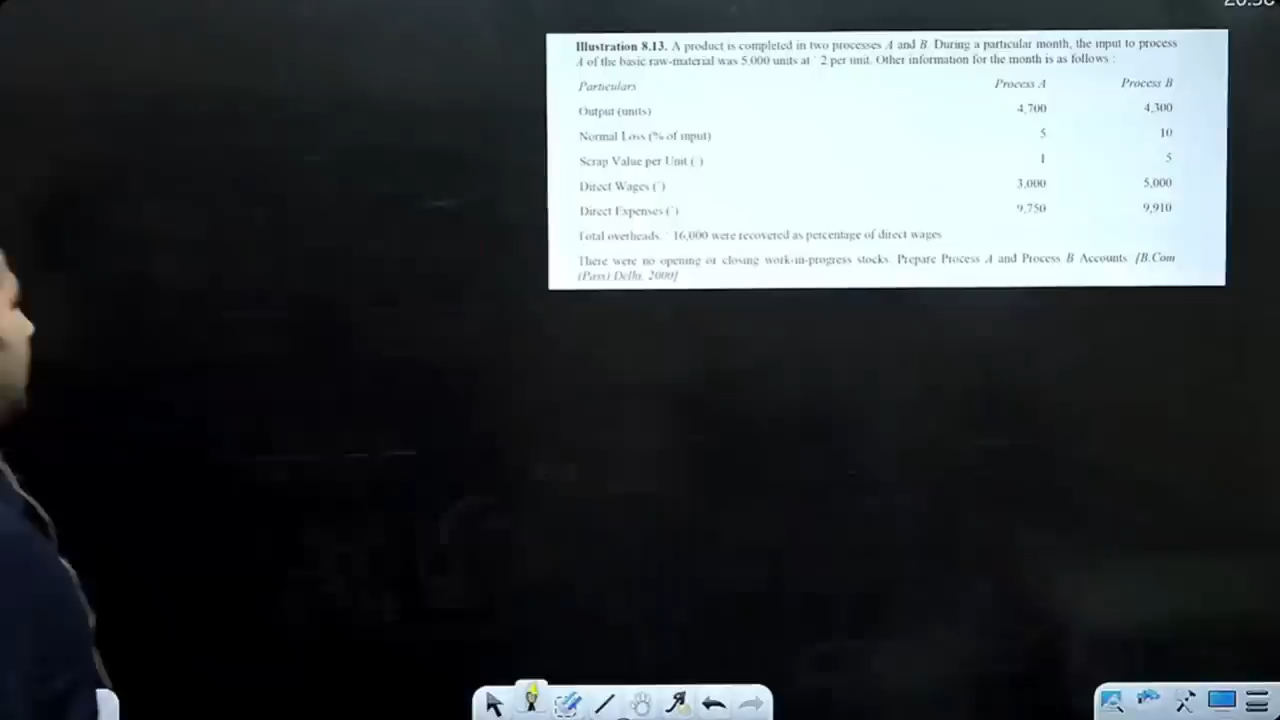 Illustration 8.13. A product is completed in two processes A and B. During a particular month, the input to process
A of the basic raw-material was 5,000 units at ` 2 per unit. Other information for the month is as follows :
Particulars Process A Process B
Output (units) 4,700 4,300
Normal Loss (% of input) 5 10
Scrap Value per Unit (`) 1 5
Direct Wages (`) 3,000 5,000
Direct Expenses (`) 9,750 9,910
Total overheads ` 16,000 were recovered as percentage of direct wages
There were no opening or closing work-in-progress stocks. Prepare Process A and Process B Accounts. [B.Com
(Pass) Delhi, 2000]